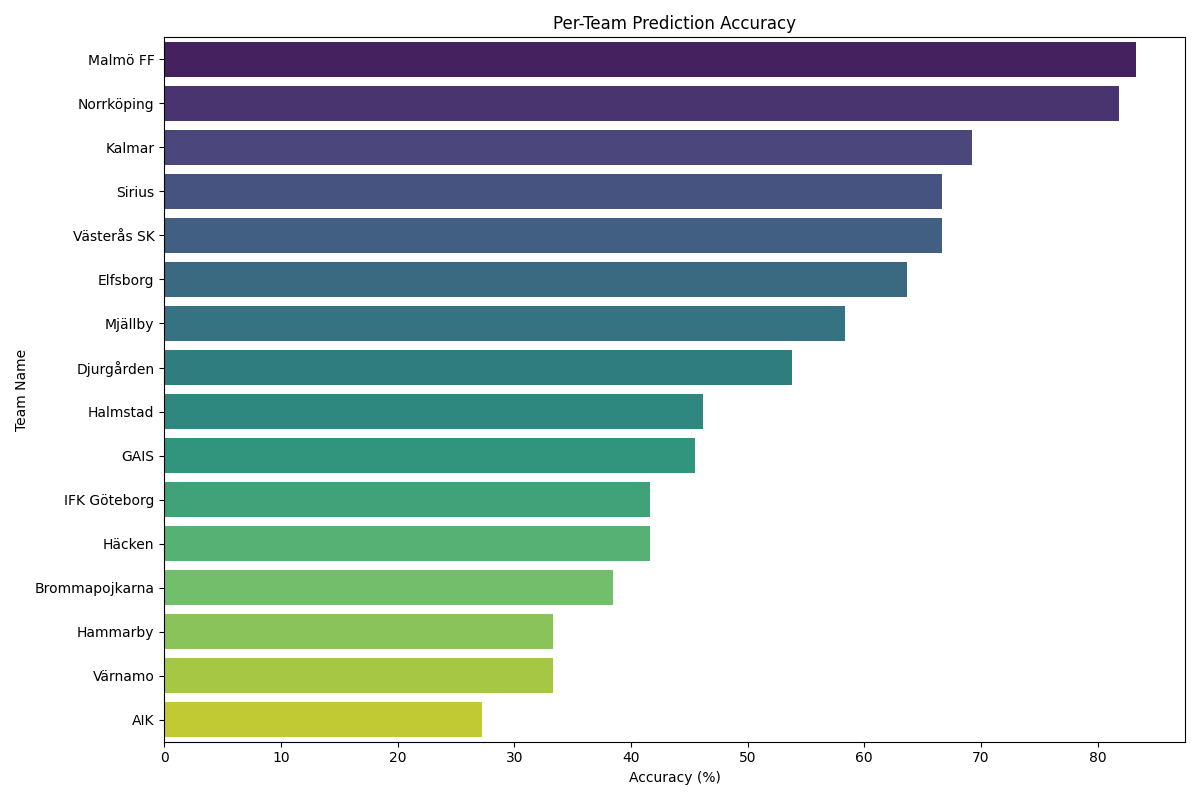 Per-Team Prediction Accuracy
Team Name
Malmö FF
Norrköping
Kalmar
Sirius
Västerås SK
Elfsborg
Mjällby
Djurgården
Halmstad
GAIS
IFK Göteborg
Häcken
Brommapojkarna
Hammarby
Värnamo
AIK
0 10 20 30 40 50 60 70 80
Accuracy (%)